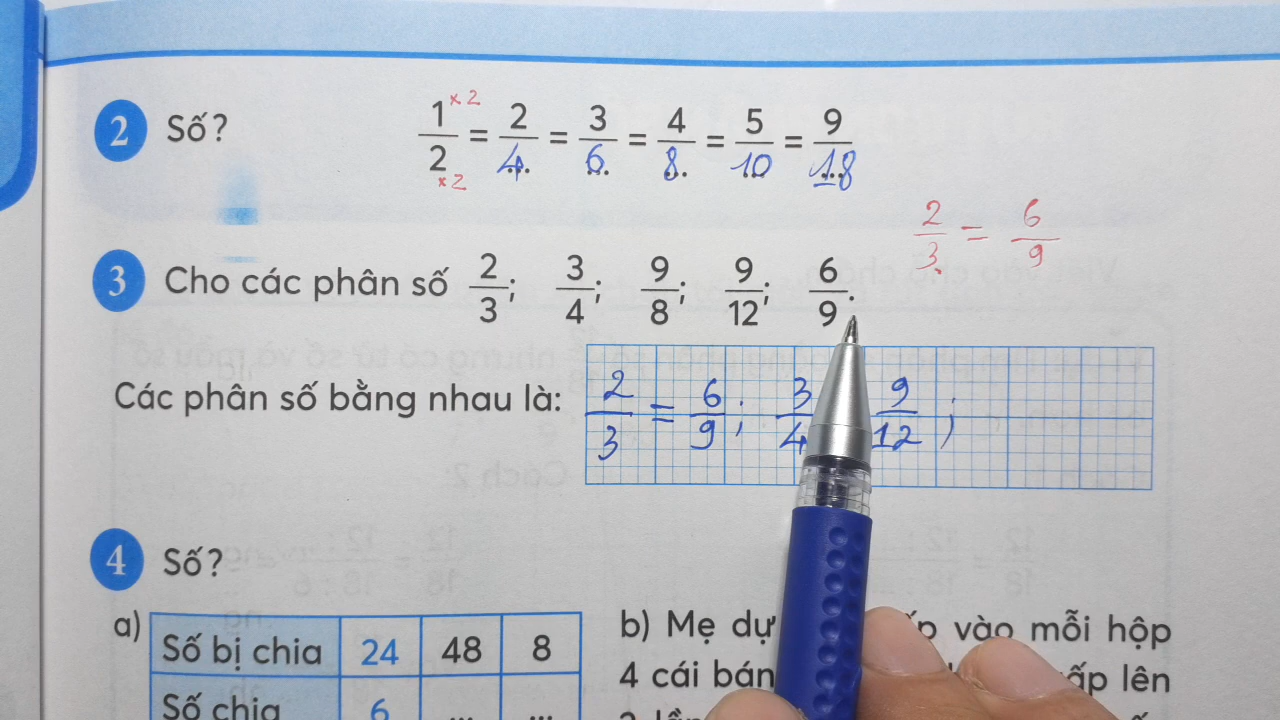 2 Số? 1/2 ×2 ×2 = 2/4 = 3/6 = 4/8 = 5/10 = 9/18
2/3 = 6/9
3 Cho các phân số 2/3; 3/4; 9/8; 9/12; 6/9.
Các phân số bằng nhau là: 2/3 = 6/9; 3/4 9/12;
4 Số?
a) Số bị chia 24 48 8
Số chia 6 ... ...
b) Mẹ dự vào mỗi hộp
4 cái lên